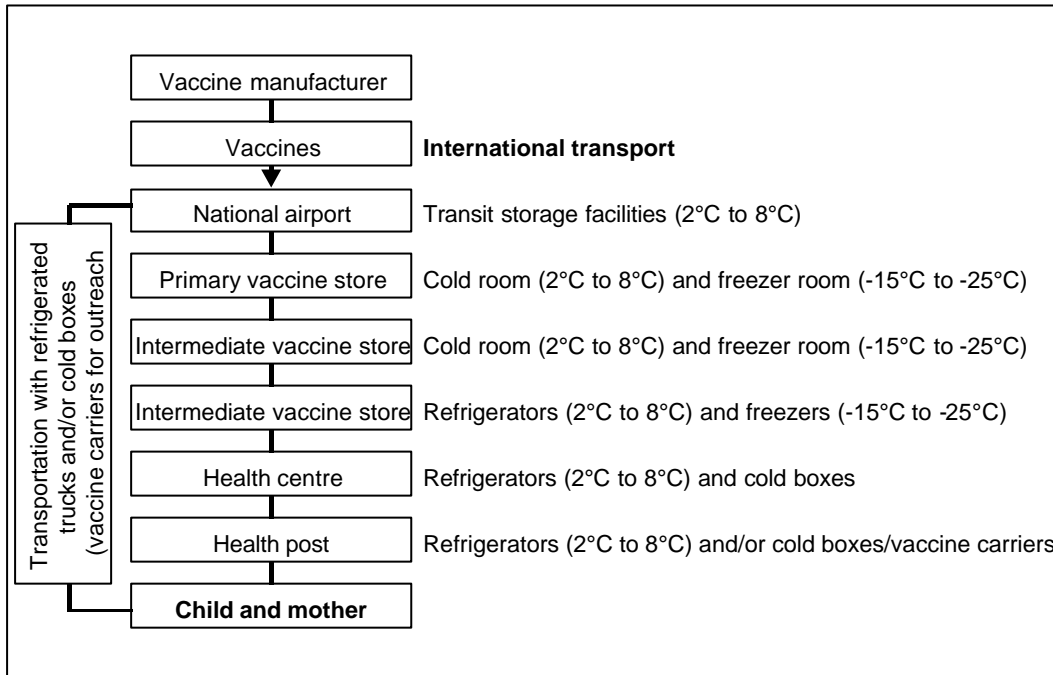 Vaccine manufacturer
Vaccines
International transport
National airport
Transit storage facilities (2°C to 8°C)
Primary vaccine store
Cold room (2°C to 8°C) and freezer room (-15°C to -25°C)
Intermediate vaccine store
Cold room (2°C to 8°C) and freezer room (-15°C to -25°C)
Intermediate vaccine store
Refrigerators (2°C to 8°C) and freezers (-15°C to -25°C)
Health centre
Refrigerators (2°C to 8°C) and cold boxes
Health post
Refrigerators (2°C to 8°C) and/or cold boxes/vaccine carriers
Child and mother
Transportation with refrigerated
trucks and/or cold boxes
(vaccine carriers for outreach